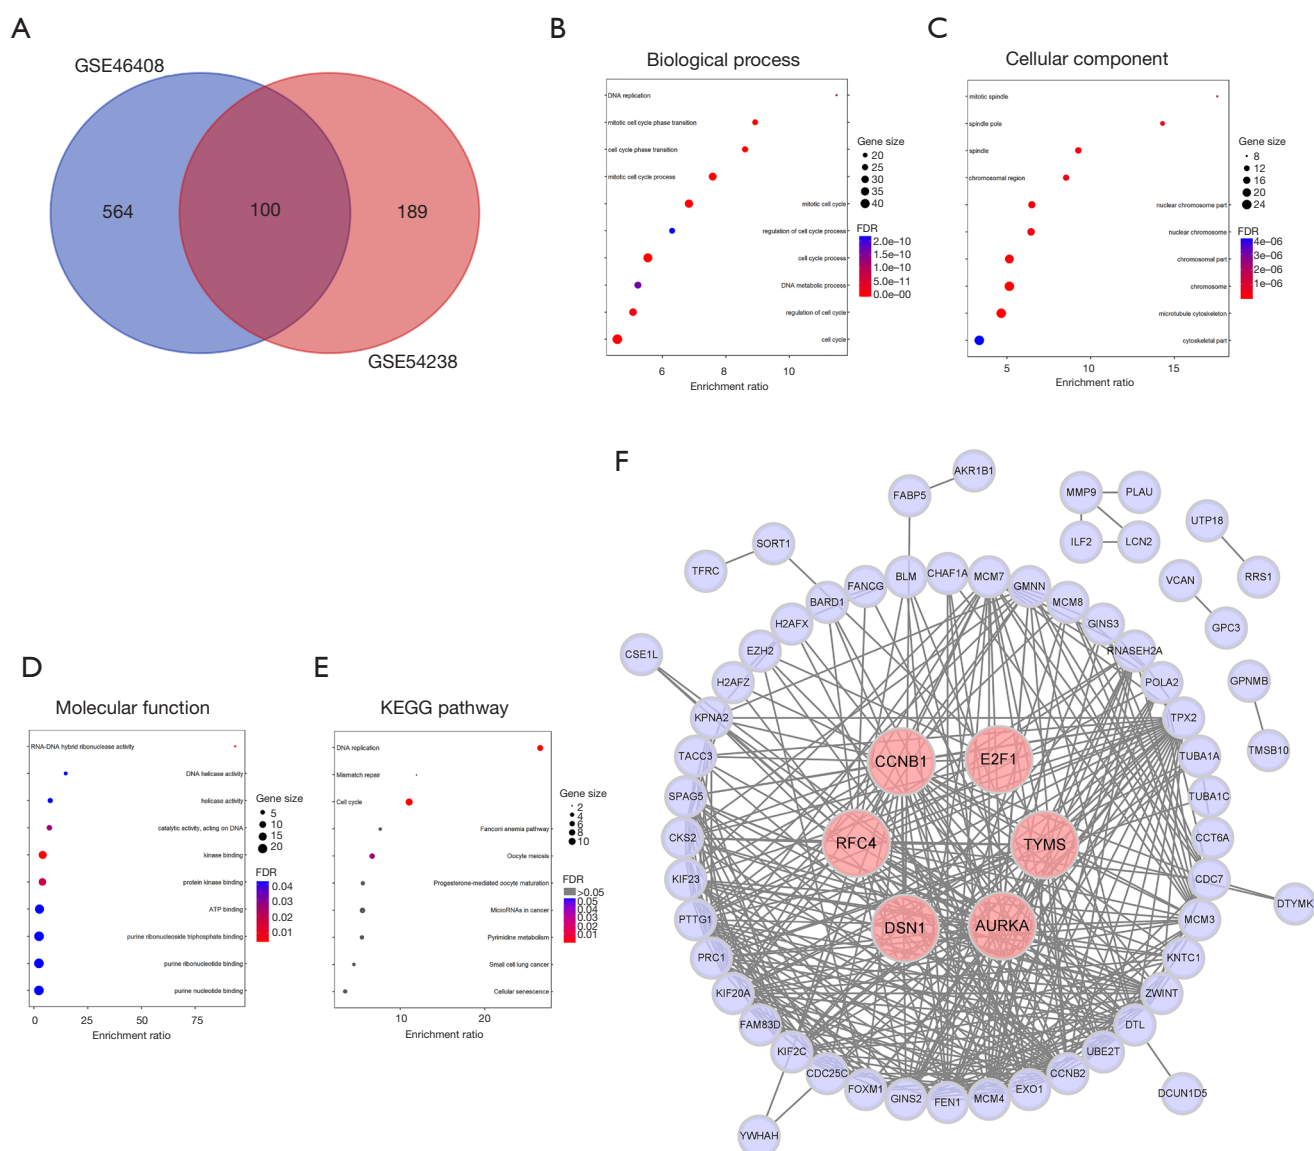 A
GSE46408
564
100
189
GSE54238
B
Biological process
DNA replication
mitotic cell cycle phase transition
cell cycle phase transition
mitotic cell cycle process
mitotic cell cycle
regulation of cell cycle process
cell cycle process
DNA metabolic process
regulation of cell cycle
cell cycle
6
8
10
Enrichment ratio
Gene size
20
25
30
35
40
FDR
2.0e-10
1.5e-10
1.0e-10
5.0e-11
0.0e-00
C
Cellular component
mitotic spindle
spindle pole
spindle
chromosomal region
nuclear chromosome part
nuclear chromosome
chromosomal part
chromosome
microtubule cytoskeleton
cytoskeletal part
5
10
15
Enrichment ratio
Gene size
8
12
16
20
24
FDR
4e-06
3e-06
2e-06
1e-06
D
Molecular function
RNA-DNA hybrid ribonuclease activity
DNA helicase activity
helicase activity
catalytic activity, acting on DNA
kinase binding
protein kinase binding
ATP binding
purine ribonucleoside triphosphate binding
purine ribonucleotide binding
purine nucleotide binding
0
25
50
75
Enrichment ratio
Gene size
5
10
15
20
FDR
0.04
0.03
0.02
0.01
E
KEGG pathway
DNA replication
Mismatch repair
Cell cycle
Fanconi anemia pathway
Oocyte meiosis
Progesterone-mediated oocyte maturation
MicroRNAs in cancer
Pyrimidine metabolism
Small cell lung cancer
Cellular senescence
10
20
Enrichment ratio
Gene size
2
4
6
8
10
FDR
>0.05
0.05
0.04
0.03
0.02
0.01
F
AKR1B1
FABP5
MMP9
PLAU
ILF2
LCN2
UTP18
RRS1
SORT1
TFRC
VCAN
GPC3
GPNMB
TMSB10
CSE1L
BLM
CHAF1A
MCM7
GMNN
MCM8
GINS3
RNASEH2A
POLA2
TPX2
TUBA1A
TUBA1C
CCT6A
CDC7
DTYMK
MCM3
KNTC1
ZWINT
DTL
DCUN1D5
UBE2T
CCNB2
EXO1
MCM4
FEN1
GINS2
FOXM1
CDC25C
YWHAH
KIF2C
FAM83D
KIF20A
PRC1
PTTG1
KIF23
CKS2
SPAG5
TACC3
KPNA2
H2AFZ
EZH2
H2AFX
BARD1
FANCG
CCNB1
E2F1
RFC4
TYMS
DSN1
AURKA